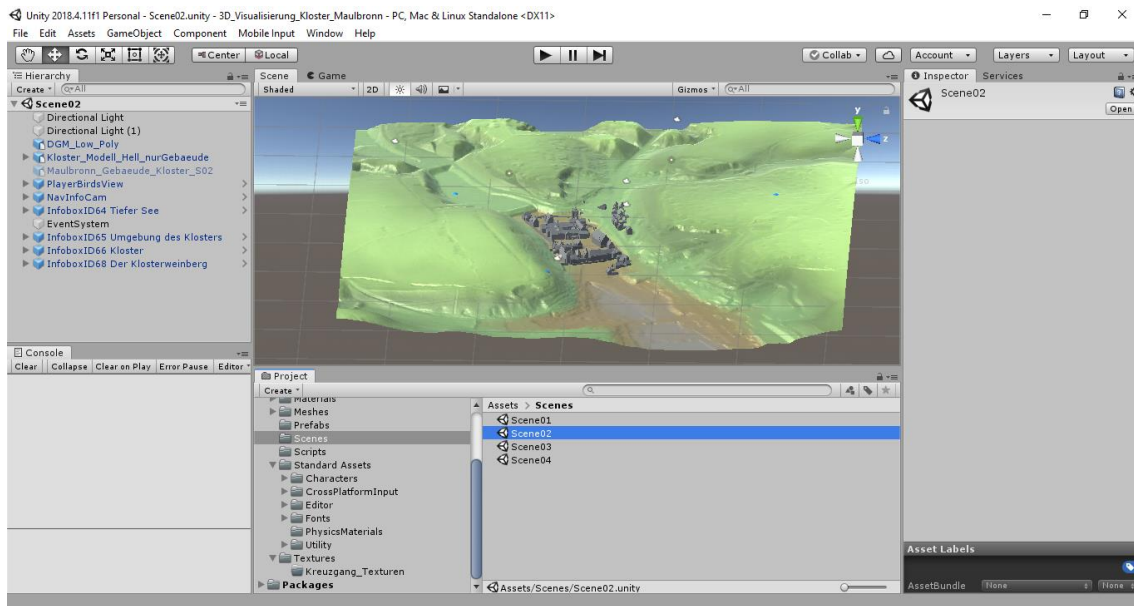 Unity 2018.4.11f1 Personal - Scene02.unity - 3D_Visualisierung_Kloster_Maulbronn - PC, Mac & Linux Standalone <DX11>
File Edit Assets GameObject Component Mobile Input Window Help
Center Local Collab Account Layers Layout
Hierarchy
Create All
Scene02
Directional Light
Directional Light (1)
DGM_Low_Poly
Kloster_Modell_Hell_nurGebaeude
Maulbronn_Gebaeude_Kloster_S02
PlayerBirdsView
NavInfoCam
InfoboxID64 Tiefer See
EventSystem
InfoboxID65 Umgebung des Klosters
InfoboxID66 Kloster
InfoboxID68 Der Klosterweinberg
Console
Clear Collapse Clear on Play Error Pause Editor
Scene Game
Shaded 2D Gizmos All
y
z
Iso
Project
Create
Materials
Meshes
Prefabs
Scenes
Scripts
Standard Assets
Characters
CrossPlatformInput
Editor
Fonts
PhysicsMaterials
Utility
Textures
Kreuzgang_Texturen
Packages
Assets > Scenes
Scene01
Scene02
Scene03
Scene04
Assets/Scenes/Scene02.unity
Inspector Services
Scene02
Open
Asset Labels
AssetBundle None None